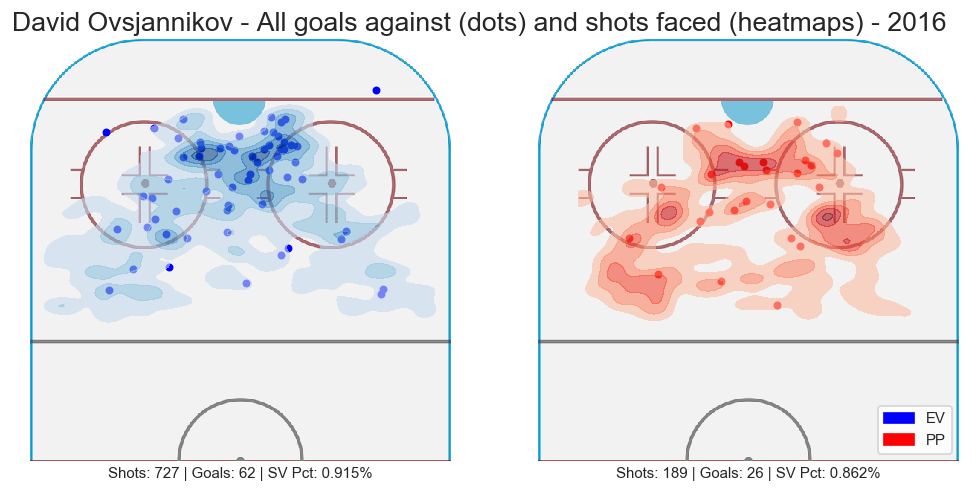 David Ovsjannikov - All goals against (dots) and shots faced (heatmaps) - 2016
EV
PP
Shots: 727 | Goals: 62 | SV Pct: 0.915%
Shots: 189 | Goals: 26 | SV Pct: 0.862%